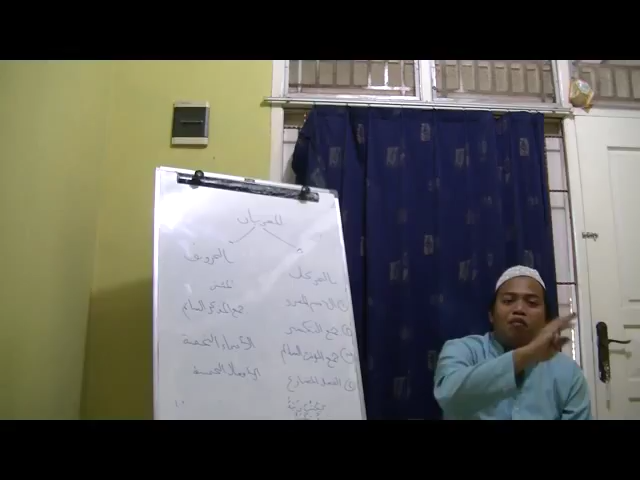 المعربات
بالحركات
بالحروف
الاسم المفرد
جمع التكسير
جمع المؤنث السالم
الفعل المضارع
المثنى
جمع المذكر السالم
الأسماء الخمسة
الأفعال الخمسة